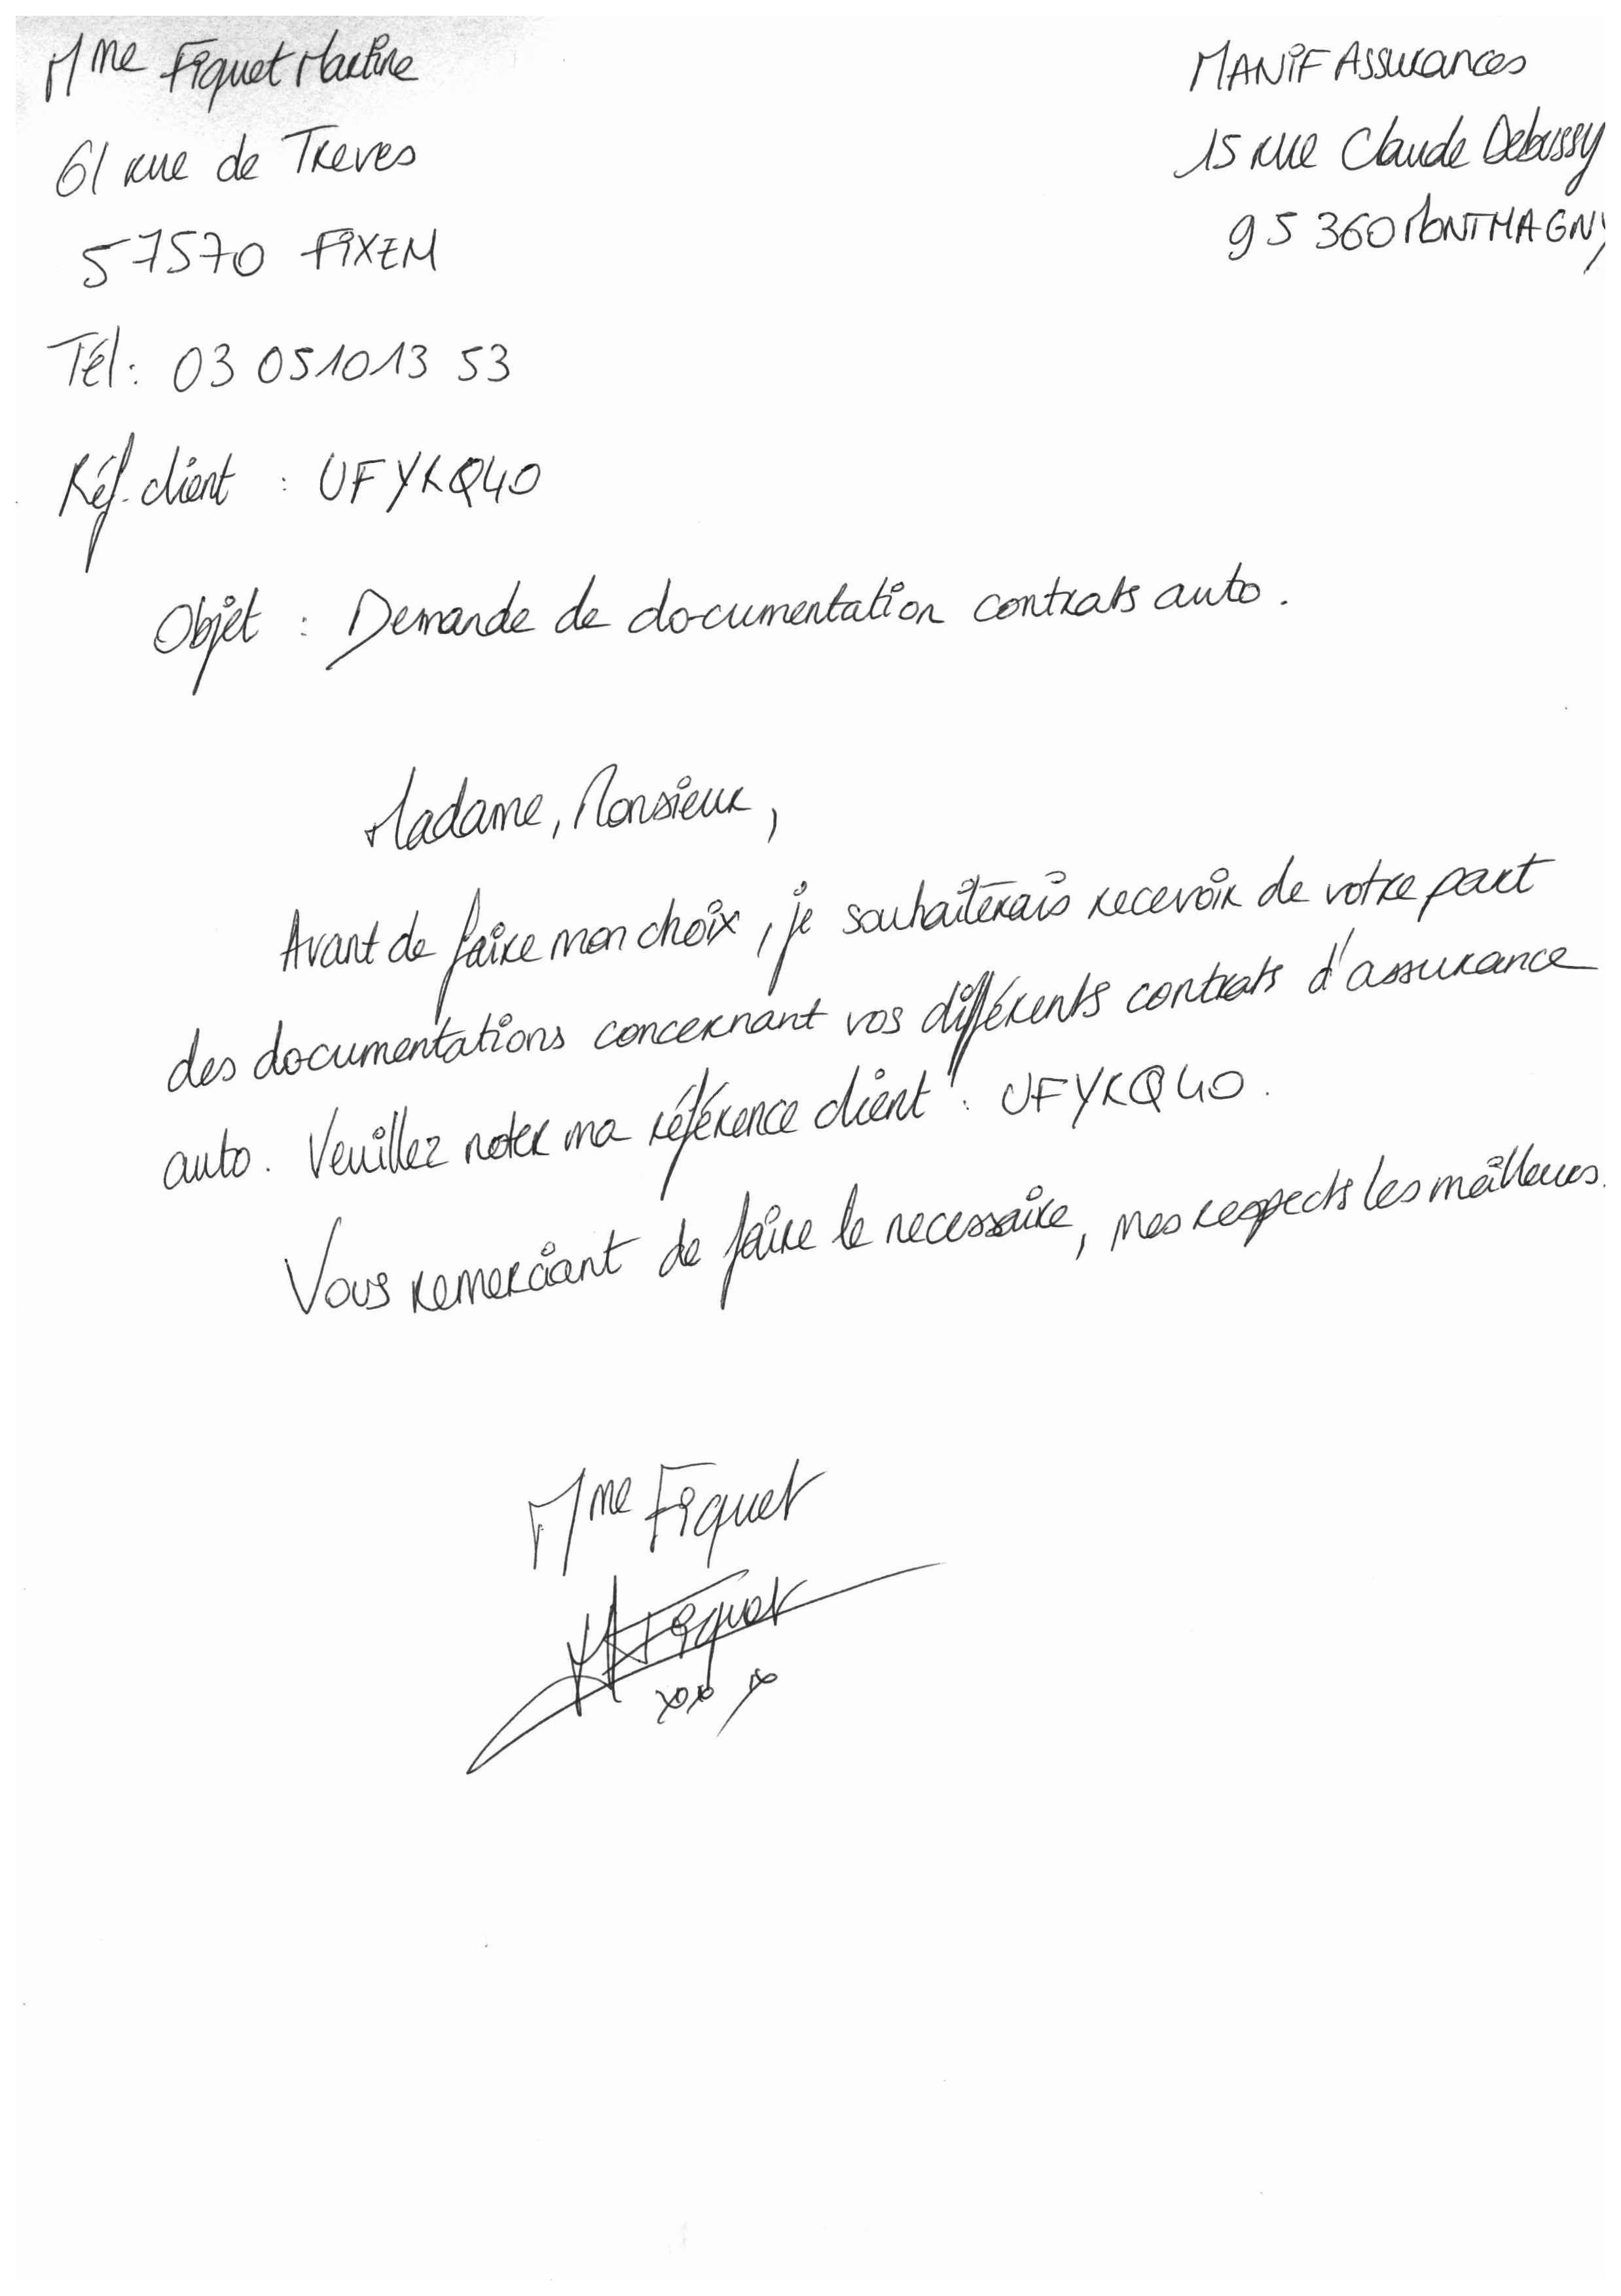 Mme Fiquet Martine
61 rue de Treves
57570 FIXEM
Tél : 03 05 10 13 53
Réf. client : UFYKQ40
MANIF Assurances
15 rue Claude Debussy
95 360 MONTMAGNY
Objet : Demande de documentation contrats auto.
Madame, Monsieur,
Avant de faire mon choix, je souhaiterais recevoir de votre part
des documentations concernant vos différents contrats d'assurance
auto. Veuillez noter ma référence client : UFYKQ40.
Vous remerciant de faire le necessaire, mes respects les meilleurs.
Mme Fiquet
M Fiquet